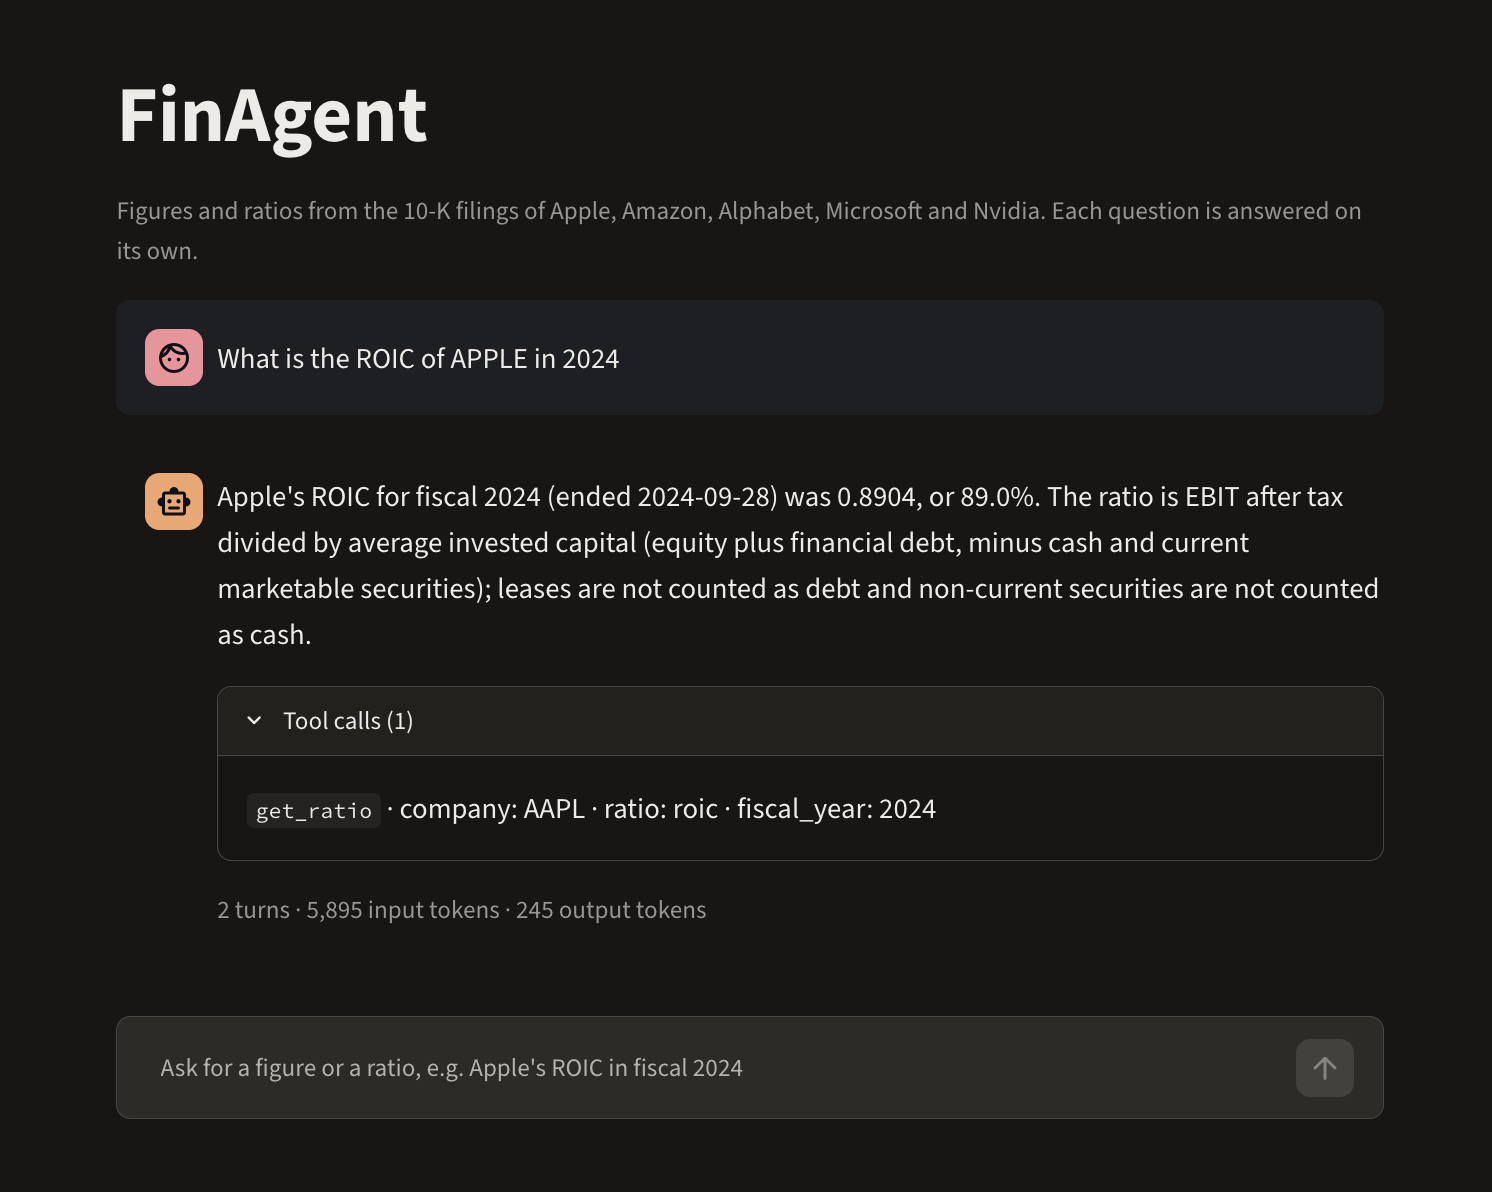 FinAgent
Figures and ratios from the 10-K filings of Apple, Amazon, Alphabet, Microsoft and Nvidia. Each question is answered on
its own.
What is the ROIC of APPLE in 2024
Apple's ROIC for fiscal 2024 (ended 2024-09-28) was 0.8904, or 89.0%. The ratio is EBIT after tax
divided by average invested capital (equity plus financial debt, minus cash and current
marketable securities); leases are not counted as debt and non-current securities are not counted
as cash.
Tool calls (1)
get_ratio · company: AAPL · ratio: roic · fiscal_year: 2024
2 turns · 5,895 input tokens · 245 output tokens
Ask for a figure or a ratio, e.g. Apple's ROIC in fiscal 2024